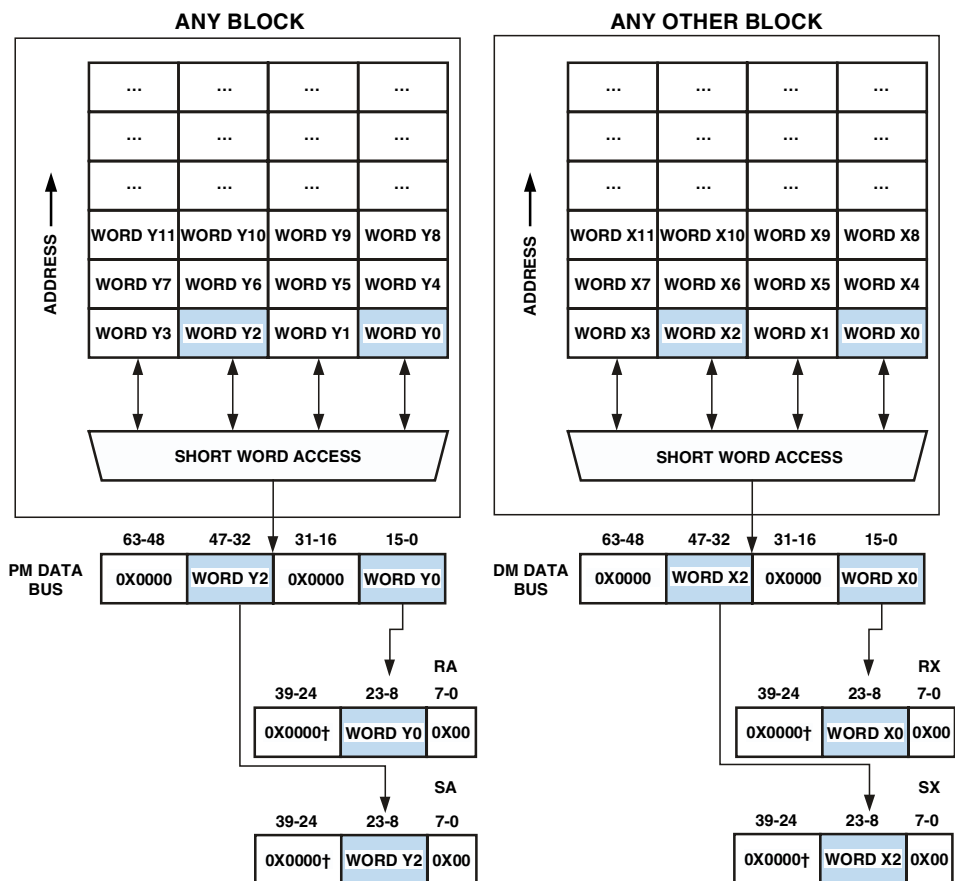 ANY BLOCK
... ... ... ...
... ... ... ...
... ... ... ...
WORD Y11 WORD Y10 WORD Y9 WORD Y8
WORD Y7 WORD Y6 WORD Y5 WORD Y4
WORD Y3 WORD Y2 WORD Y1 WORD Y0
ADDRESS
SHORT WORD ACCESS
63-48 47-32 31-16 15-0
PM DATA
BUS
0X0000 WORD Y2 0X0000 WORD Y0
RA
39-24 23-8 7-0
0X0000† WORD Y0 0X00
SA
39-24 23-8 7-0
0X0000† WORD Y2 0X00
ANY OTHER BLOCK
... ... ... ...
... ... ... ...
... ... ... ...
WORD X11 WORD X10 WORD X9 WORD X8
WORD X7 WORD X6 WORD X5 WORD X4
WORD X3 WORD X2 WORD X1 WORD X0
ADDRESS
SHORT WORD ACCESS
63-48 47-32 31-16 15-0
DM DATA
BUS
0X0000 WORD X2 0X0000 WORD X0
RX
39-24 23-8 7-0
0X0000† WORD X0 0X00
SX
39-24 23-8 7-0
0X0000† WORD X2 0X00